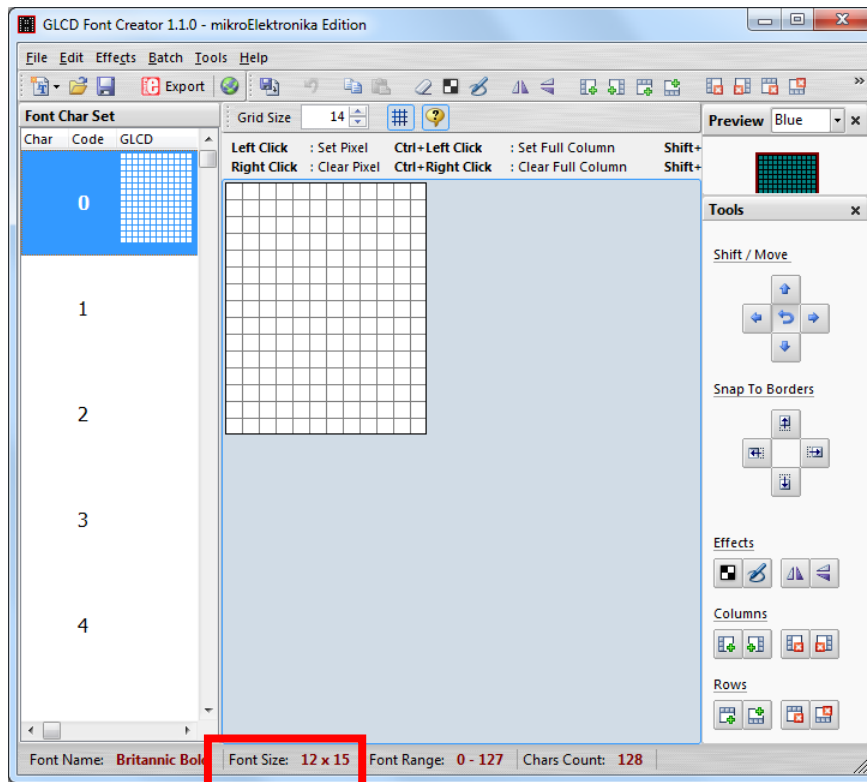 GLCD Font Creator 1.1.0 - mikroElektronika Edition
File Edit Effects Batch Tools Help
Export
»
Font Char Set
Grid Size 14
Preview Blue
Char Code GLCD
Left Click : Set Pixel Ctrl+Left Click : Set Full Column Shift+
Right Click : Clear Pixel Ctrl+Right Click : Clear Full Column Shift+
0
Tools
Shift / Move
1
Snap To Borders
2
3
Effects
Columns
4
Rows
Font Name: Britannic Bold Font Size: 12 x 15 Font Range: 0 - 127 Chars Count: 128